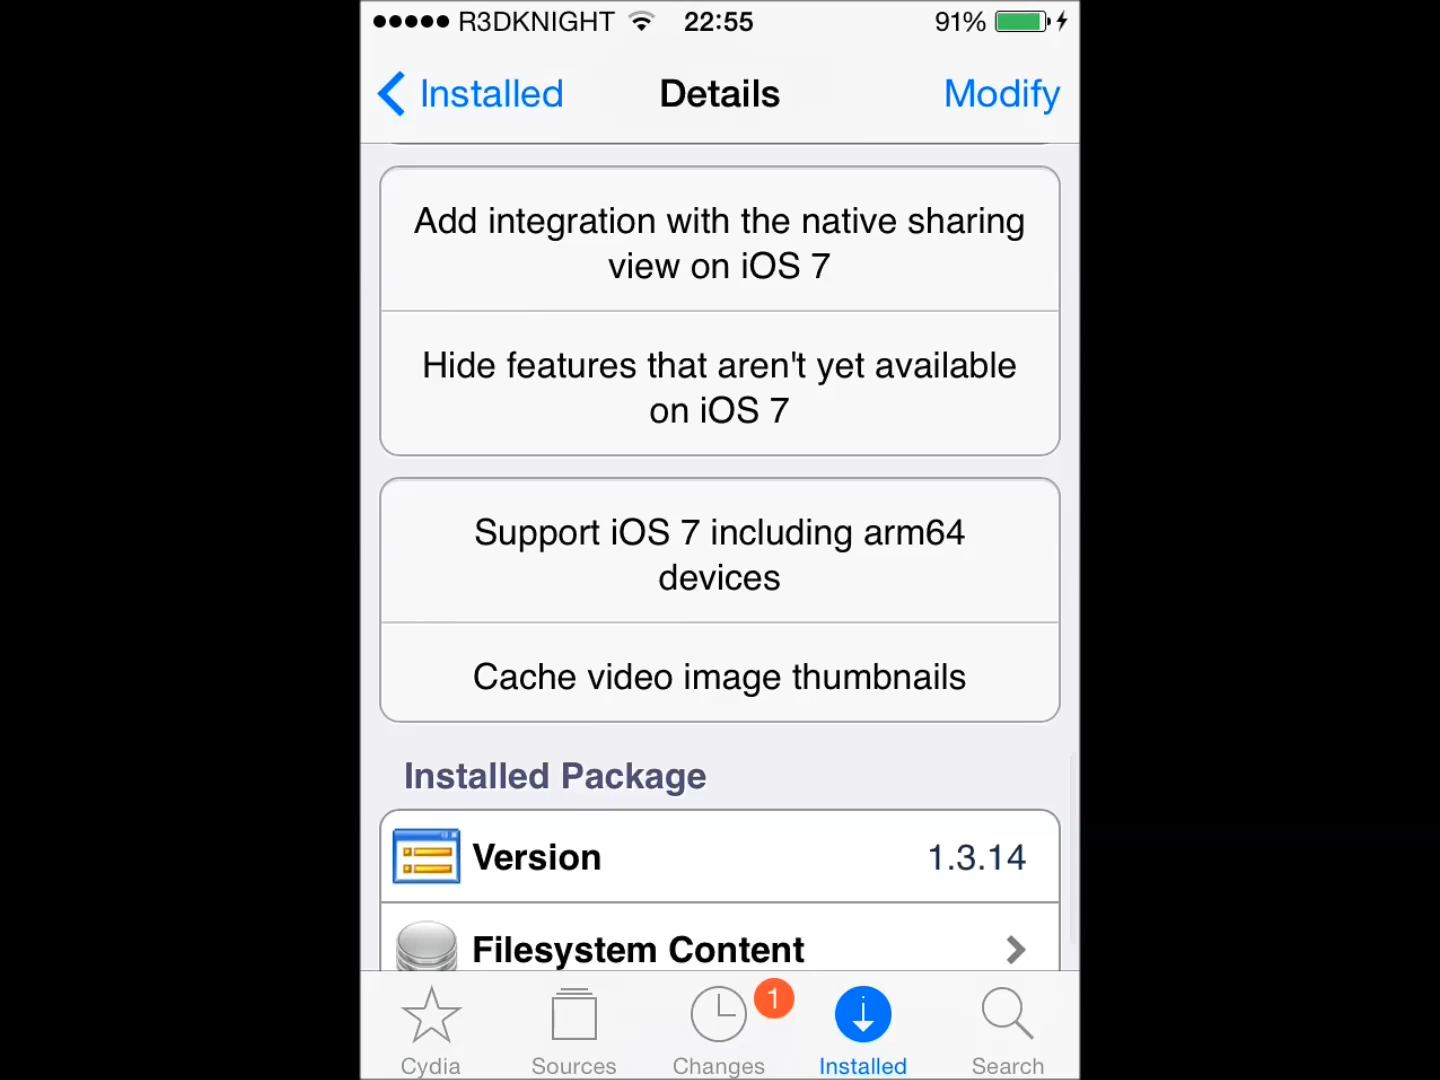 R3DKNIGHT 22:55 91%
Installed Details Modify
Add integration with the native sharing
view on iOS 7
Hide features that aren't yet available
on iOS 7
Support iOS 7 including arm64
devices
Cache video image thumbnails
Installed Package
Version 1.3.14
Filesystem Content
1
Cydia Sources Changes Installed Search